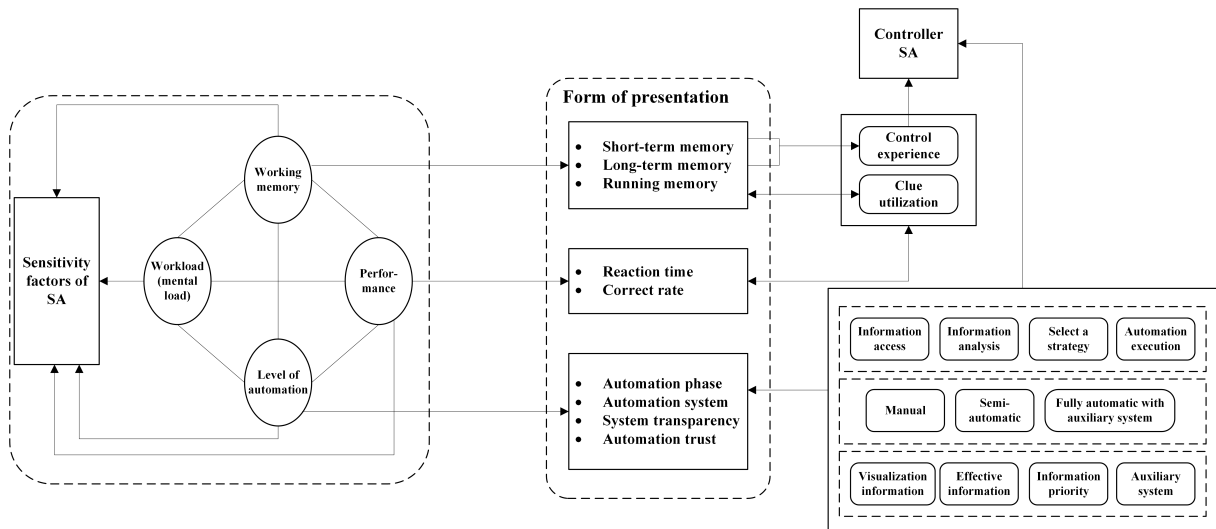 Sensitivity
factors of
SA
Working
memory
Workload
(mental
load)
Perfor-
mance
Level of
automation
Form of presentation
• Short-term memory
• Long-term memory
• Running memory
• Reaction time
• Correct rate
• Automation phase
• Automation system
• System transparency
• Automation trust
Controller
SA
Control
experience
Clue
utilization
Information
access
Information
analysis
Select a
strategy
Automation
execution
Manual
Semi-
automatic
Fully automatic with
auxiliary system
Visualization
information
Effective
information
Information
priority
Auxiliary
system